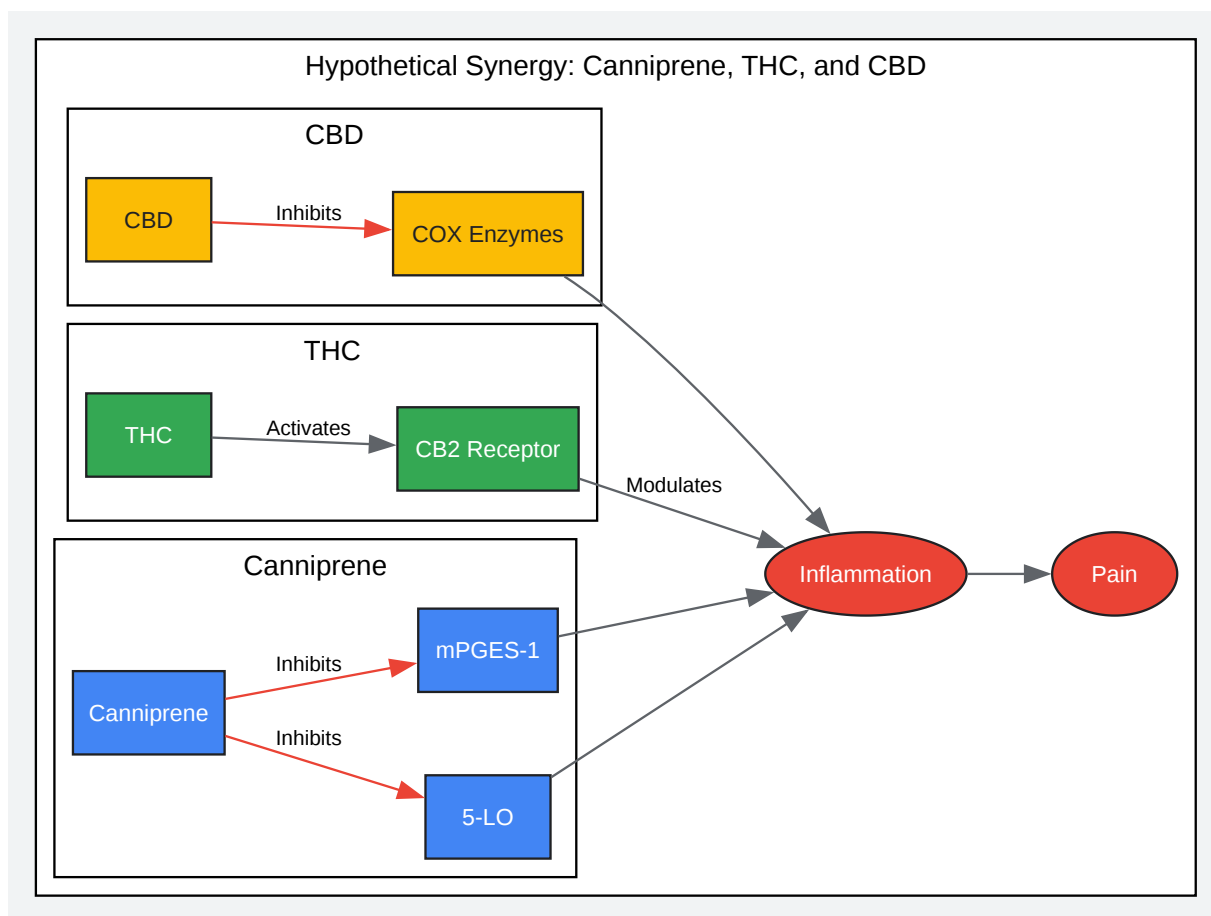 Hypothetical Synergy: Canniprene, THC, and CBD
CBD
CBD
Inhibits
COX Enzymes
THC
THC
Activates
CB2 Receptor
Modulates
Canniprene
Canniprene
Inhibits
mPGES-1
Inhibits
5-LO
Inflammation
Pain